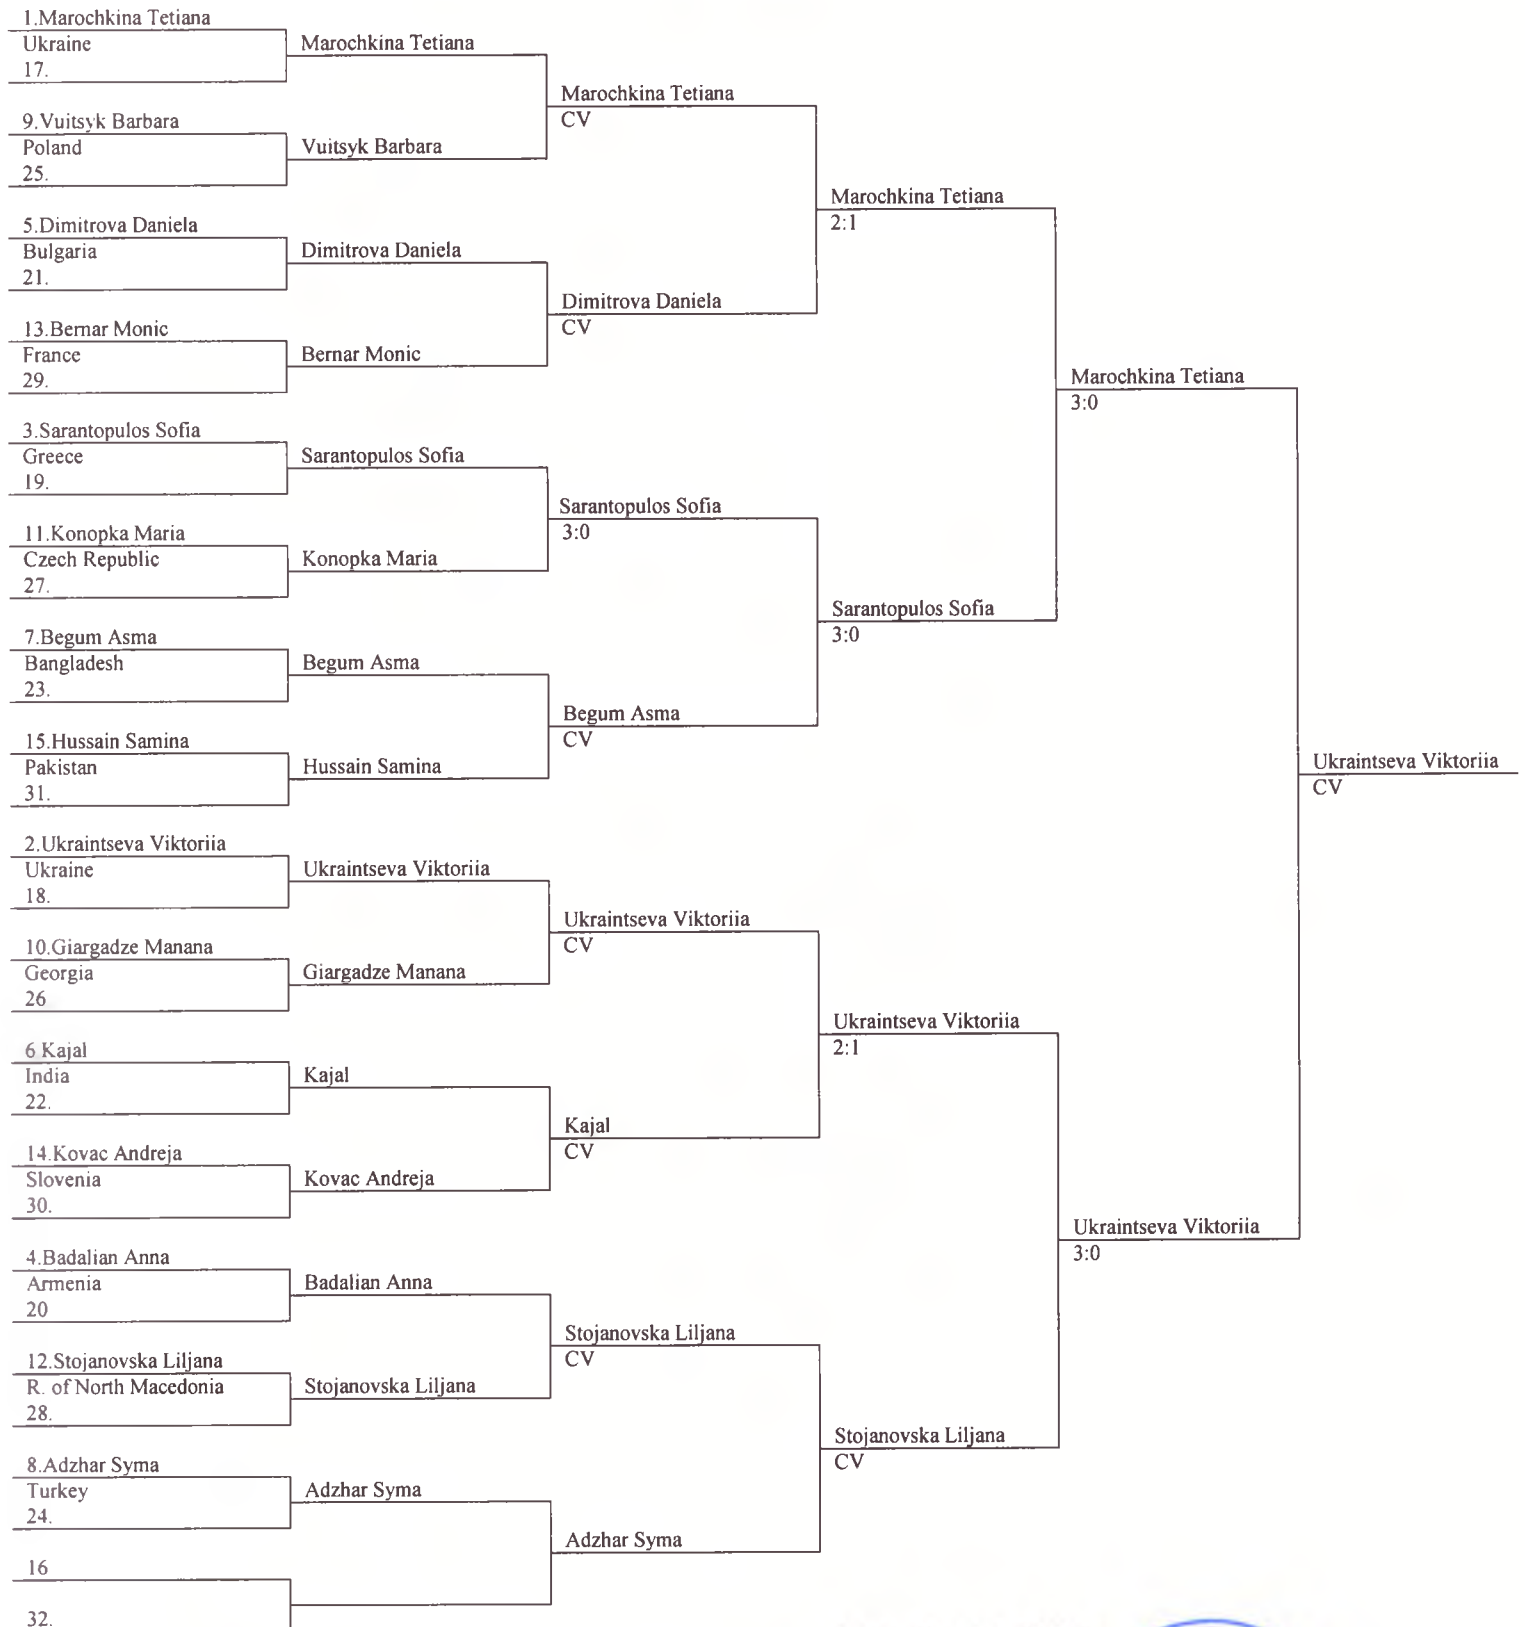 1.Marochkina Tetiana
Ukraine
17.
9.Vuitsyk Barbara
Poland
25.
5.Dimitrova Daniela
Bulgaria
21.
13.Bernar Monic
France
29.
3.Sarantopulos Sofia
Greece
19.
11.Konopka Maria
Czech Republic
27.
7.Begum Asma
Bangladesh
23.
15.Hussain Samina
Pakistan
31.
2.Ukraintseva Viktoriia
Ukraine
18.
10.Giargadze Manana
Georgia
26
6 Kajal
India
22.
14.Kovac Andreja
Slovenia
30.
4.Badalian Anna
Armenia
20
12.Stojanovska Liljana
R. of North Macedonia
28.
8.Adzhar Syma
Turkey
24.
16
32.
Marochkina Tetiana
Vuitsyk Barbara
Dimitrova Daniela
Bernar Monic
Sarantopulos Sofia
Konopka Maria
Begum Asma
Hussain Samina
Ukraintseva Viktoriia
Giargadze Manana
Kajal
Kovac Andreja
Badalian Anna
Stojanovska Liljana
Adzhar Syma
Marochkina Tetiana
CV
Dimitrova Daniela
CV
Sarantopulos Sofia
3:0
Begum Asma
CV
Ukraintseva Viktoriia
CV
Kajal
CV
Stojanovska Liljana
CV
Adzhar Syma
Marochkina Tetiana
2:1
Sarantopulos Sofia
3:0
Ukraintseva Viktoriia
2:1
Stojanovska Liljana
CV
Marochkina Tetiana
3:0
Ukraintseva Viktoriia
3:0
Ukraintseva Viktoriia
CV